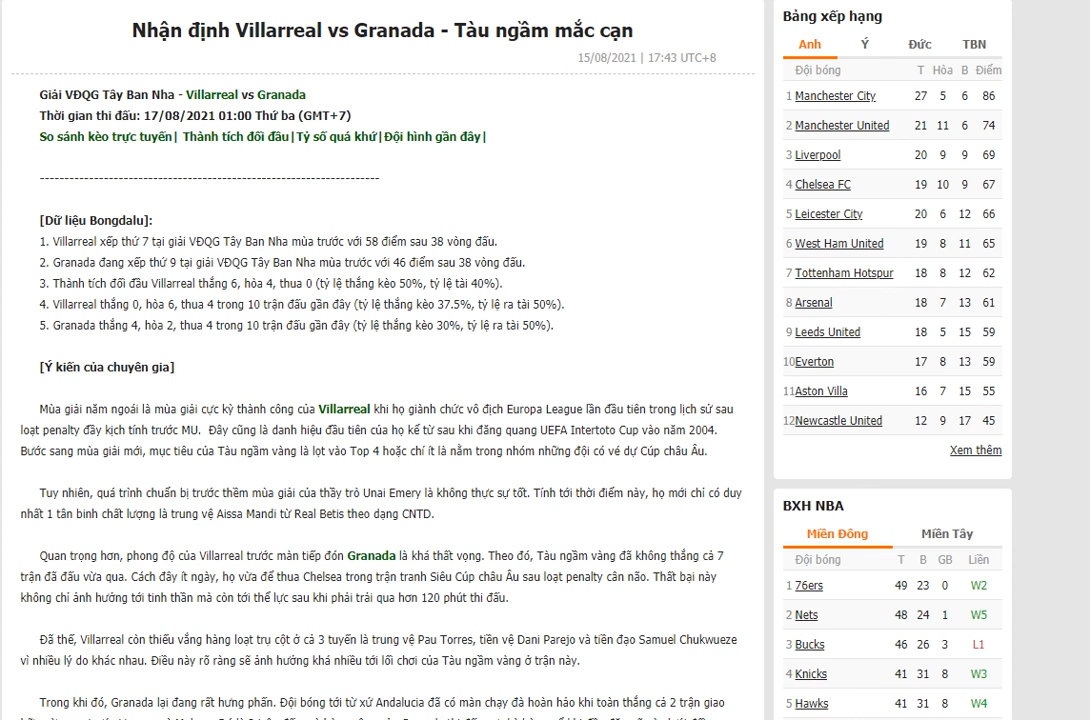 Nhận định Villarreal vs Granada - Tàu ngầm mắc cạn
15/08/2021 | 17:43 UTC+8
Giải VĐQG Tây Ban Nha - Villarreal vs Granada
Thời gian thi đấu: 17/08/2021 01:00 Thứ ba (GMT+7)
So sánh kèo trực tuyến| Thành tích đối đầu|Tỷ số quá khứ|Đội hình gần đây|
--------------------------------------------------------------------
[Dữ liệu Bongdalu]:
1. Villarreal xếp thứ 7 tại giải VĐQG Tây Ban Nha mùa trước với 58 điểm sau 38 vòng đấu.
2. Granada đang xếp thứ 9 tại giải VĐQG Tây Ban Nha mùa trước với 46 điểm sau 38 vòng đấu.
3. Thành tích đối đầu Villarreal thắng 6, hòa 4, thua 0 (tỷ lệ thắng kèo 50%, tỷ lệ tài 40%).
4. Villarreal thắng 0, hòa 6, thua 4 trong 10 trận đấu gần đây (tỷ lệ thắng kèo 37.5%, tỷ lệ ra tài 50%).
5. Granada thắng 4, hòa 2, thua 4 trong 10 trận đấu gần đây (tỷ lệ thắng kèo 30%, tỷ lệ ra tài 50%).
[Ý kiến của chuyên gia]
Mùa giải năm ngoái là mùa giải cực kỳ thành công của Villarreal khi họ giành chức vô địch Europa League lần đầu tiên trong lịch sử sau
loạt penalty đầy kịch tính trước MU. Đây cũng là danh hiệu đầu tiên của họ kể từ sau khi đăng quang UEFA Intertoto Cup vào năm 2004.
Bước sang mùa giải mới, mục tiêu của Tàu ngầm vàng là lọt vào Top 4 hoặc chí ít là nằm trong nhóm những đội có vé dự Cúp châu Âu.
Tuy nhiên, quá trình chuẩn bị trước thềm mùa giải của thầy trò Unai Emery là không thực sự tốt. Tính tới thời điểm này, họ mới chỉ có duy
nhất 1 tân binh chất lượng là trung vệ Aissa Mandi từ Real Betis theo dạng CNTD.
Quan trọng hơn, phong độ của Villarreal trước màn tiếp đón Granada là khá thất vọng. Theo đó, Tàu ngầm vàng đã không thắng cả 7
trận đã đấu vừa qua. Cách đây ít ngày, họ vừa để thua Chelsea trong trận tranh Siêu Cúp châu Âu sau loạt penalty cân não. Thất bại này
không chỉ ảnh hưởng tới tinh thần mà còn tới thể lực sau khi phải trải qua hơn 120 phút thi đấu.
Đã thế, Villarreal còn thiếu vắng hàng loạt trụ cột ở cả 3 tuyến là trung vệ Pau Torres, tiền vệ Dani Parejo và tiền đạo Samuel Chukwueze
vì nhiều lý do khác nhau. Điều này rõ ràng sẽ ảnh hưởng khá nhiều tới lối chơi của Tàu ngầm vàng ở trận này.
Trong khi đó, Granada lại đang rất hưng phấn. Đội bóng tới từ xứ Andalucia đã có màn chạy đà hoàn hảo khi toàn thắng cả 2 trận giao
Bảng xếp hạng
Anh Ý Đức TBN
Đội bóng T Hòa B Điểm
1 Manchester City 27 5 6 86
2 Manchester United 21 11 6 74
3 Liverpool 20 9 9 69
4 Chelsea FC 19 10 9 67
5 Leicester City 20 6 12 66
6 West Ham United 19 8 11 65
7 Tottenham Hotspur 18 8 12 62
8 Arsenal 18 7 13 61
9 Leeds United 18 5 15 59
10 Everton 17 8 13 59
11 Aston Villa 16 7 15 55
12 Newcastle United 12 9 17 45
Xem thêm
BXH NBA
Miền Đông Miền Tây
Đội bóng T B GB Liên
1 76ers 49 23 0 W2
2 Nets 48 24 1 W5
3 Bucks 46 26 3 L1
4 Knicks 41 31 8 W3
5 Hawks 41 31 8 W4